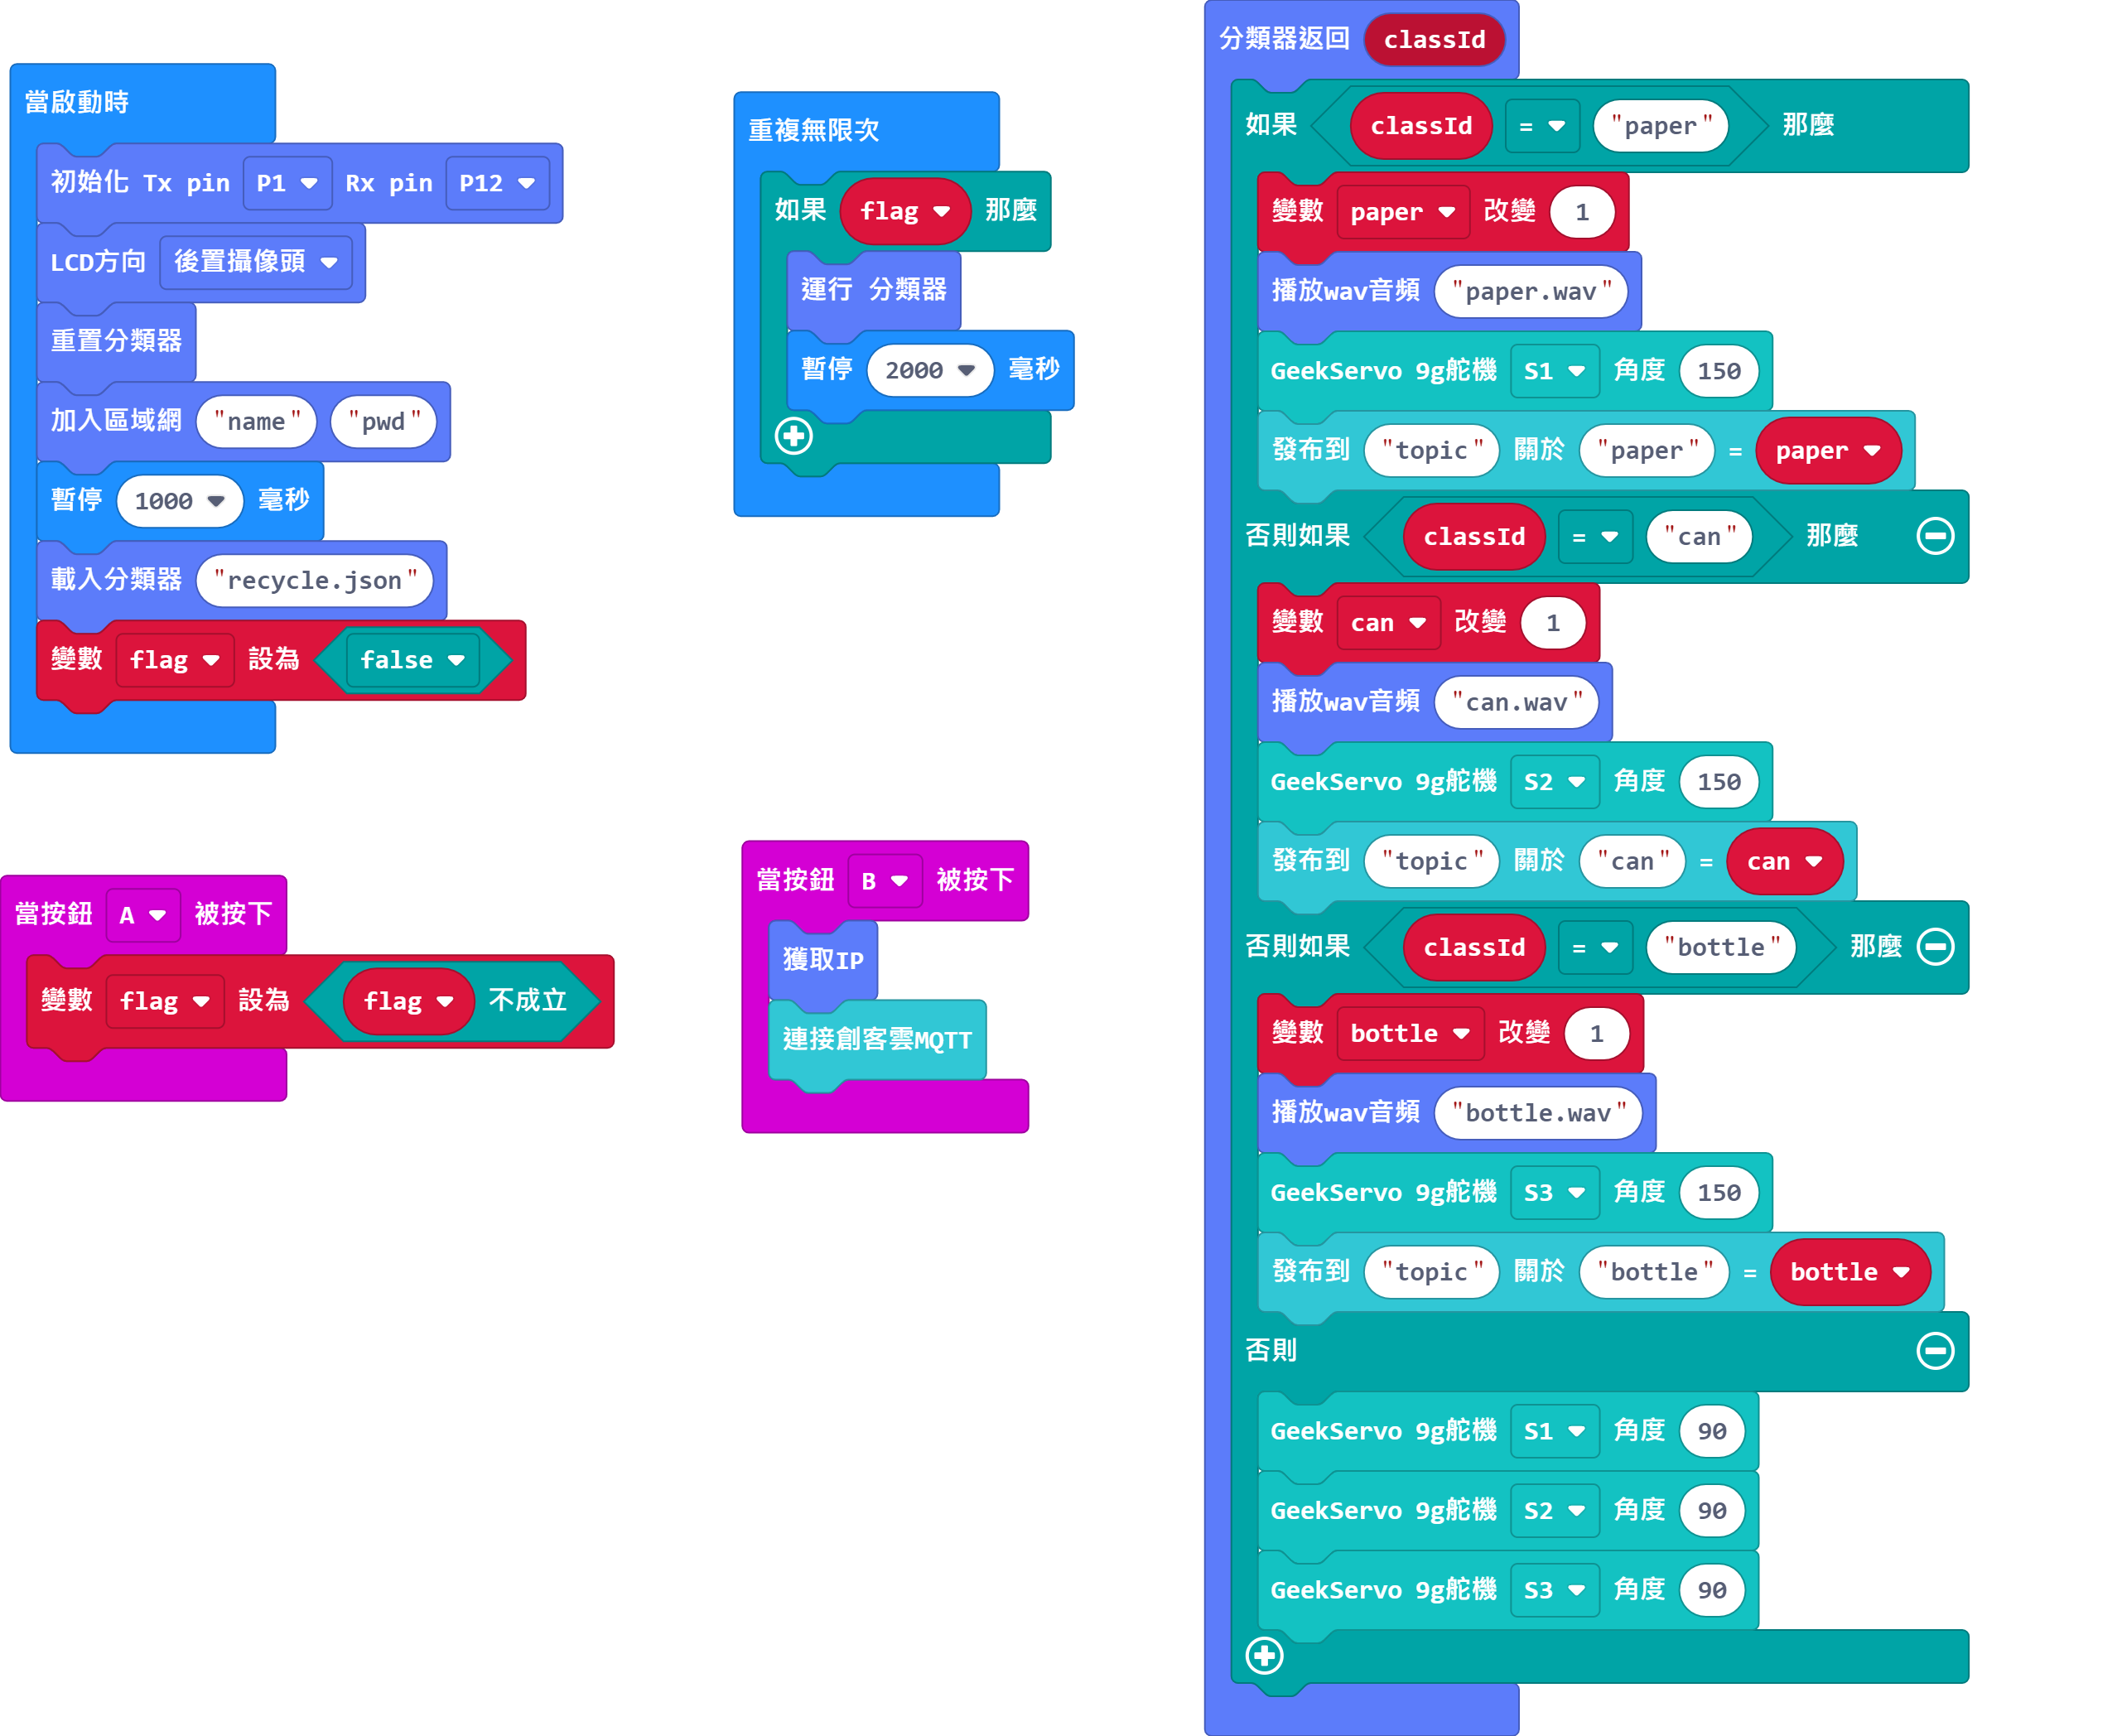 當啟動時
初始化 Tx pin P1 Rx pin P12
LCD方向 後置攝像頭
重置分類器
加入區域網 "name" "pwd"
暫停 1000 毫秒
載入分類器 "recycle.json"
變數 flag 設為 false
當按鈕 A 被按下
變數 flag 設為 flag 不成立
重複無限次
如果 flag 那麼
運行 分類器
暫停 2000 毫秒
當按鈕 B 被按下
獲取IP
連接創客雲MQTT
分類器返回 classId
如果 classId = "paper" 那麼
變數 paper 改變 1
播放wav音頻 "paper.wav"
GeekServo 9g舵機 S1 角度 150
發布到 "topic" 關於 "paper" = paper
否則如果 classId = "can" 那麼
變數 can 改變 1
播放wav音頻 "can.wav"
GeekServo 9g舵機 S2 角度 150
發布到 "topic" 關於 "can" = can
否則如果 classId = "bottle" 那麼
變數 bottle 改變 1
播放wav音頻 "bottle.wav"
GeekServo 9g舵機 S3 角度 150
發布到 "topic" 關於 "bottle" = bottle
否則
GeekServo 9g舵機 S1 角度 90
GeekServo 9g舵機 S2 角度 90
GeekServo 9g舵機 S3 角度 90